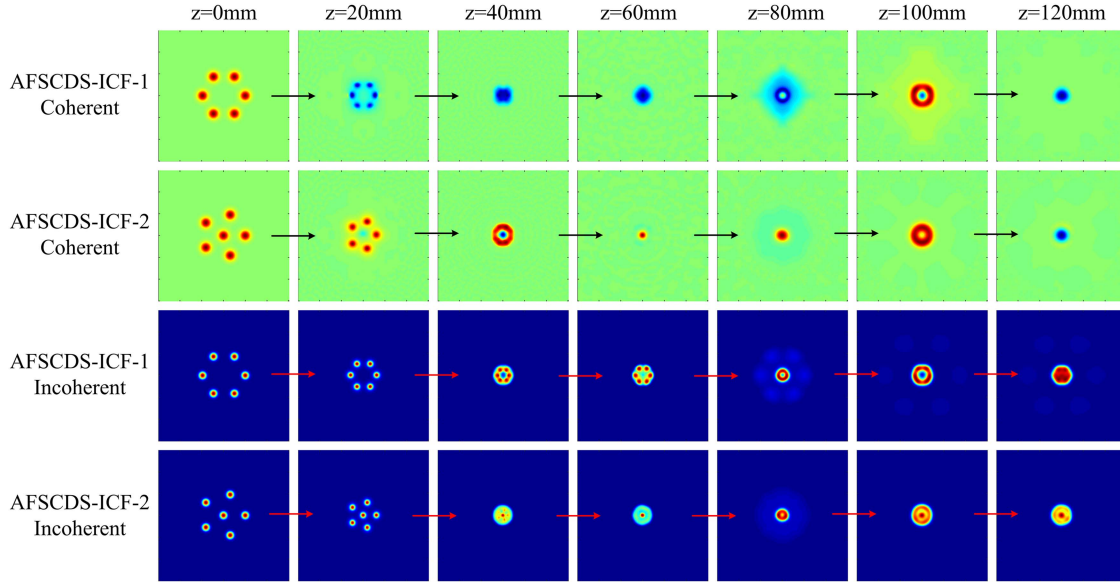 z=0mm z=20mm z=40mm z=60mm z=80mm z=100mm z=120mm
AFSCDS-ICF-1
Coherent
AFSCDS-ICF-2
Coherent
AFSCDS-ICF-1
Incoherent
AFSCDS-ICF-2
Incoherent